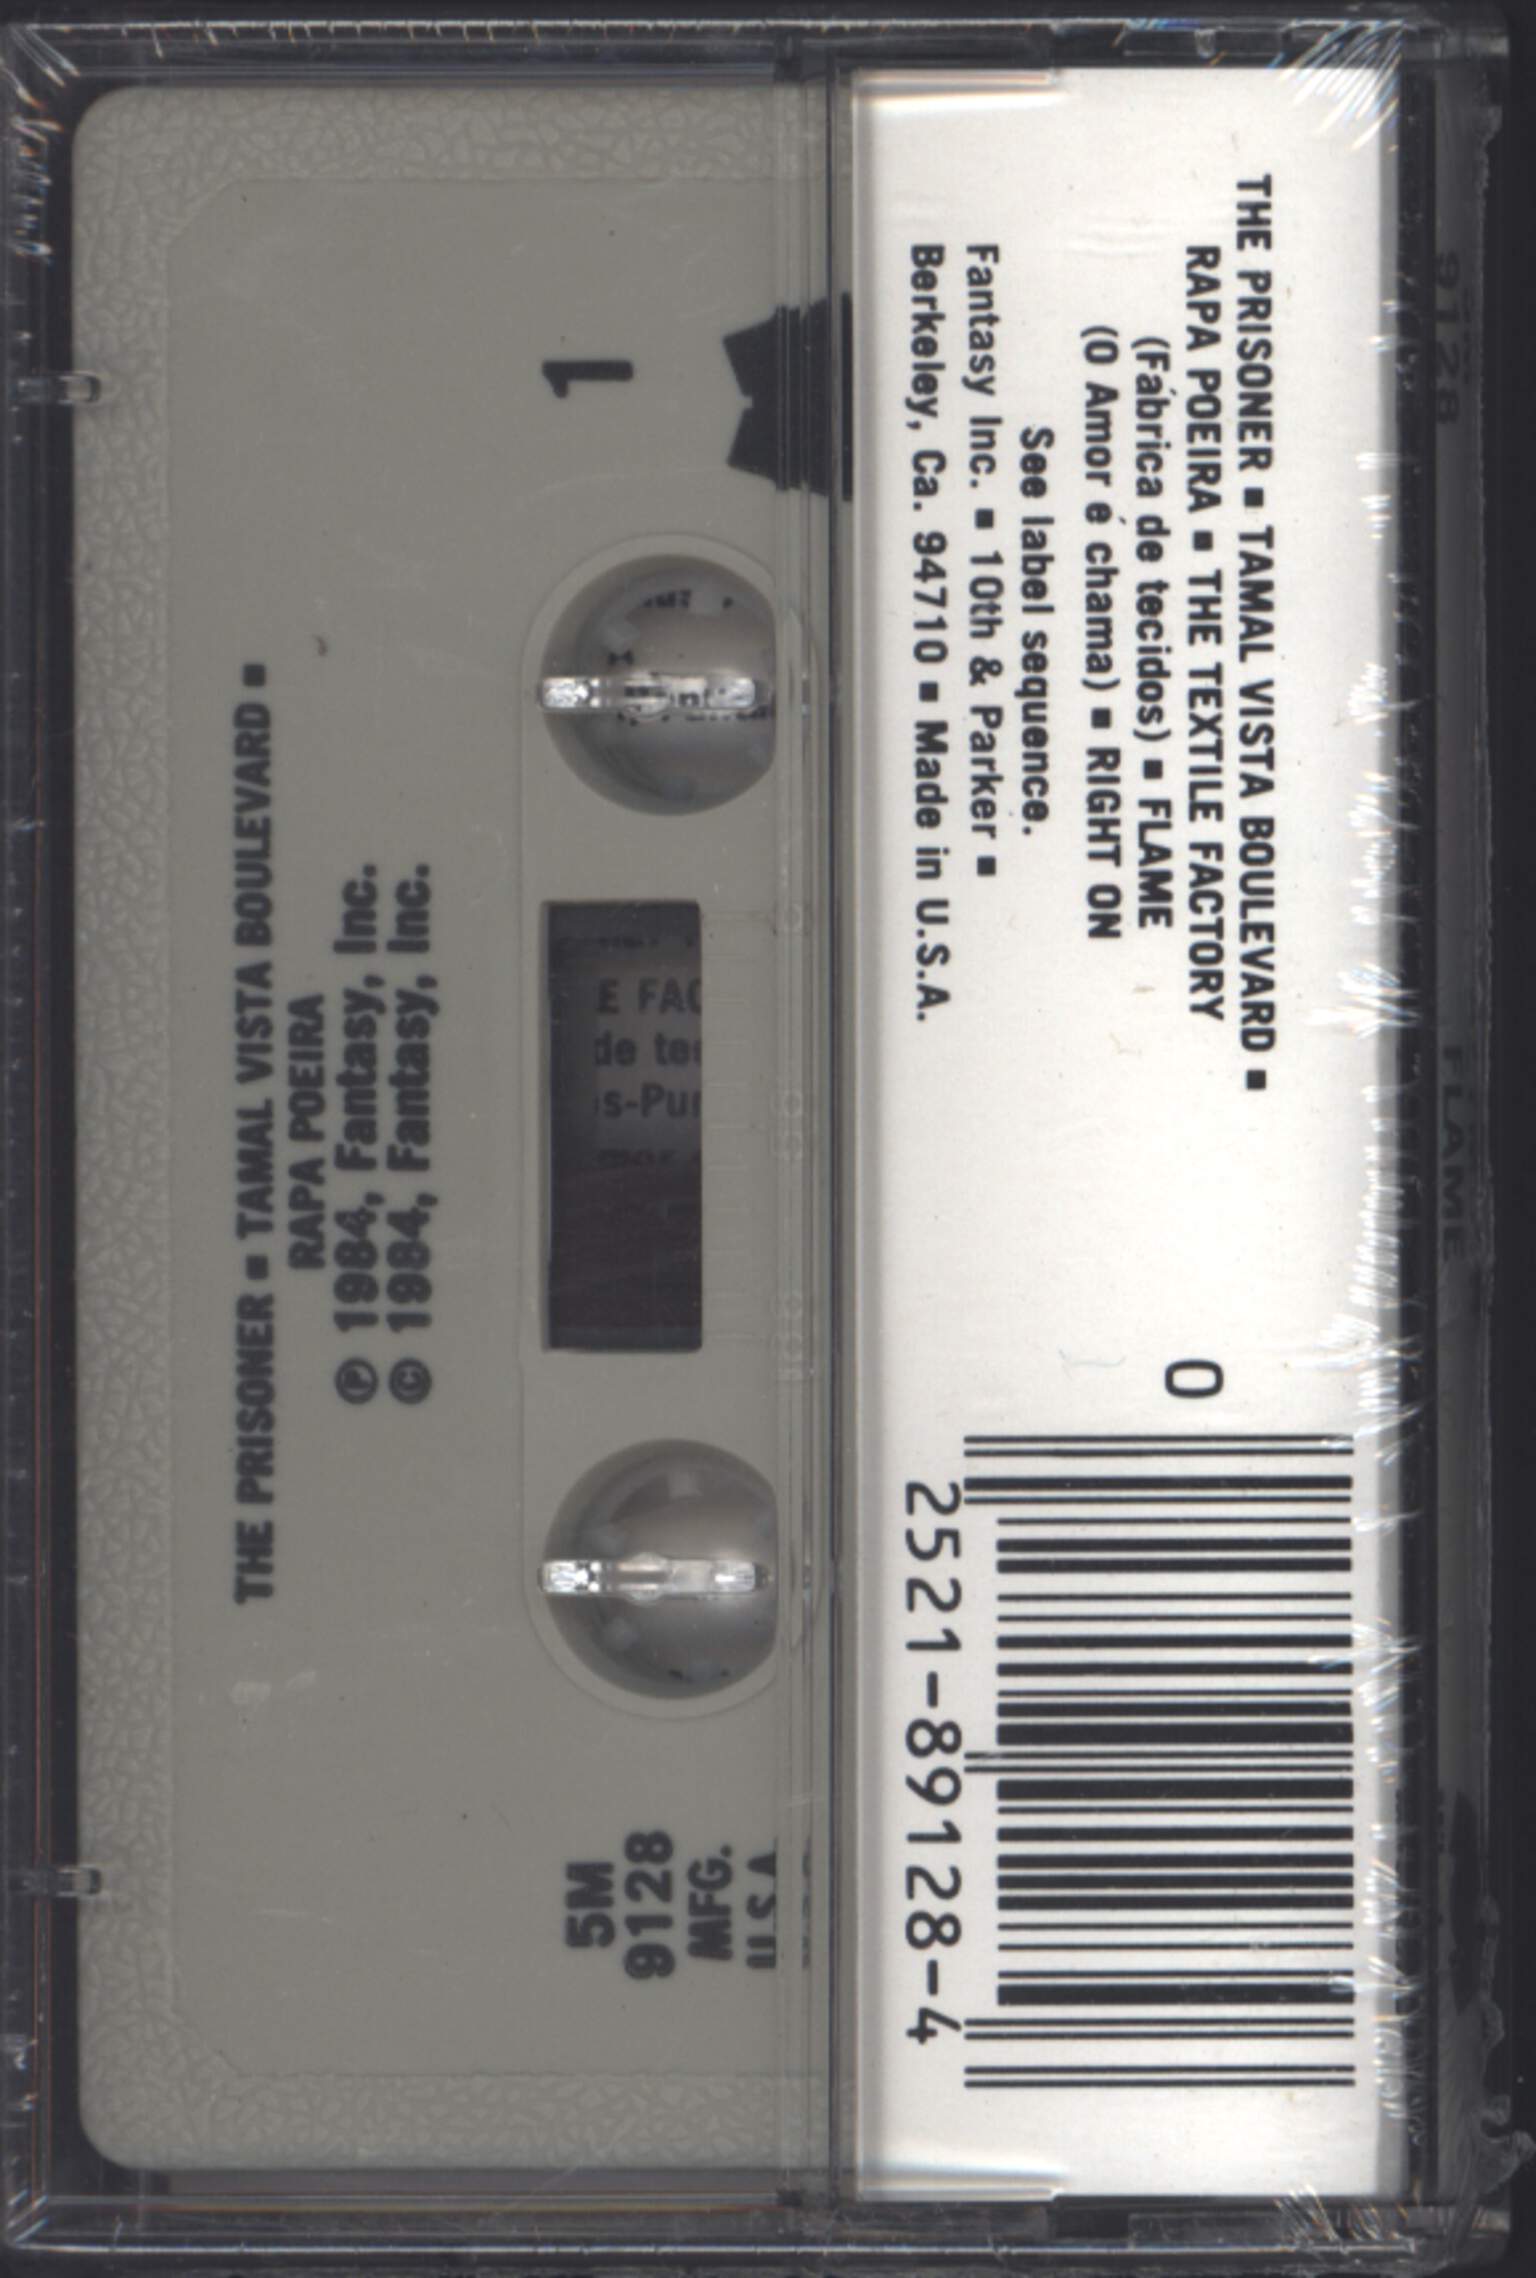 THE PRISONER ▪ TAMAL VISTA BOULEVARD ▪
RAPA POEIRA ▪ THE TEXTILE FACTORY
(Fábrica de tecidos) ▪ FLAME
(O Amor é chama) ▪ RIGHT ON
See label sequence.
Fantasy Inc. ▪ 10th & Parker ▪
Berkeley, Ca. 94710 ▪ Made in U.S.A.
0
2521-89128-4
9128
FLAME
1
THE PRISONER ▪ TAMAL VISTA BOULEVARD ▪
RAPA POEIRA
℗ 1984, Fantasy, Inc.
© 1984, Fantasy, Inc.
E FAC
de te
s-Pur
5M
9128
MFG.
U.S.A